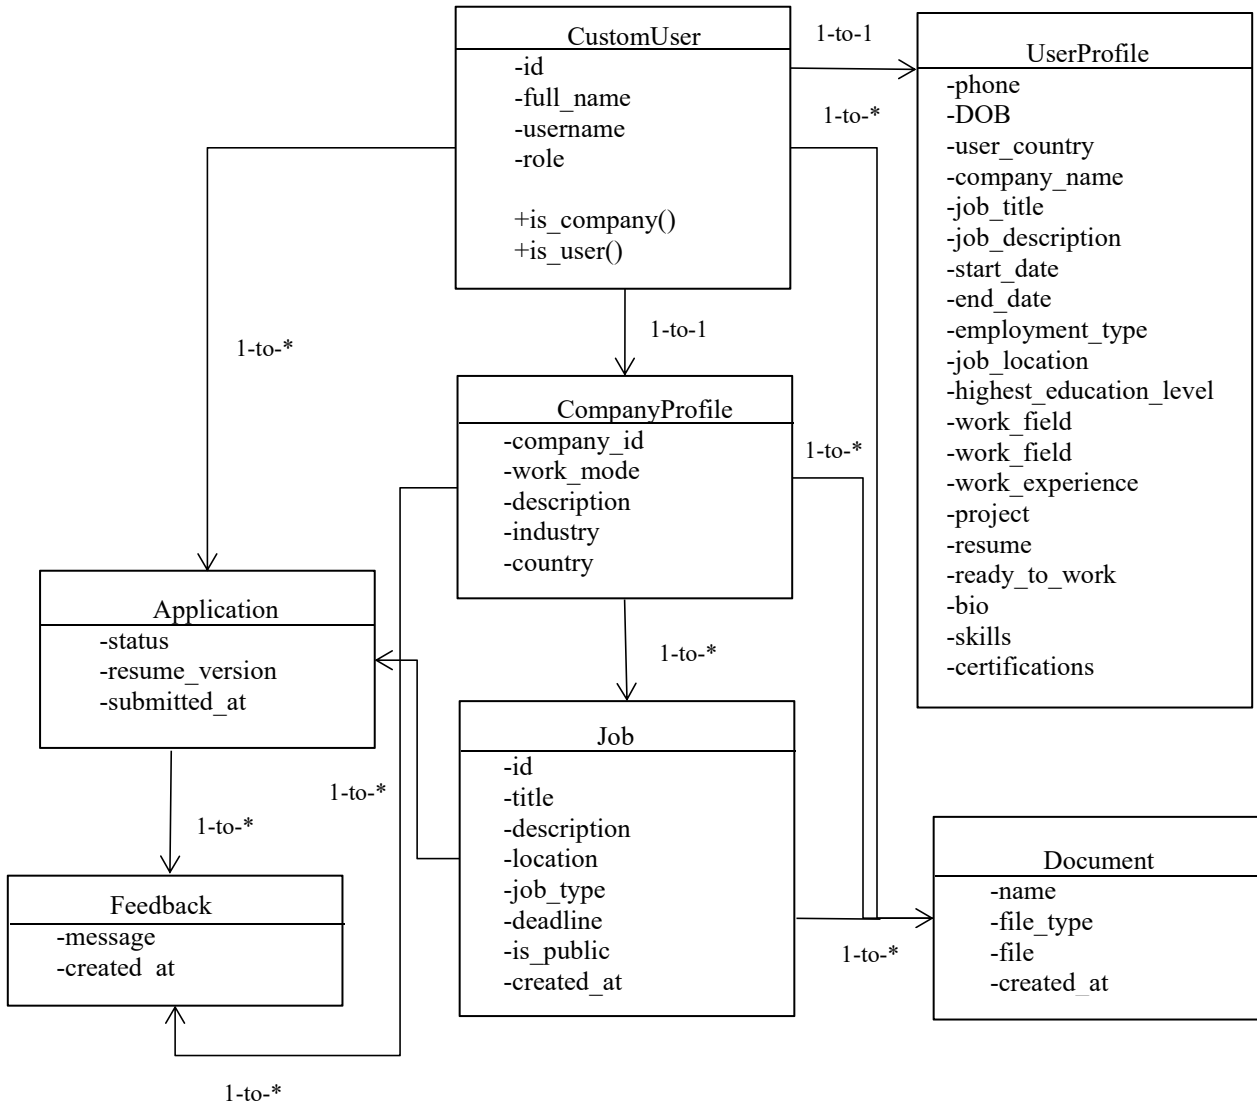 CustomUser
-id
-full_name
-username
-role
+is_company()
+is_user()
1-to-1
1-to-*
UserProfile
-phone
-DOB
-user_country
-company_name
-job_title
-job_description
-start_date
-end_date
-employment_type
-job_location
-highest_education_level
-work_field
-work_field
-work_experience
-project
-resume
-ready_to_work
-bio
-skills
-certifications
1-to-*
1-to-1
CompanyProfile
-company_id
-work_mode
-description
-industry
-country
1-to-*
Application
-status
-resume_version
-submitted_at
1-to-*
Job
-id
-title
-description
-location
-job_type
-deadline
-is_public
-created_at
1-to-*
1-to-*
Feedback
-message
-created_at
1-to-*
Document
-name
-file_type
-file
-created_at
1-to-*